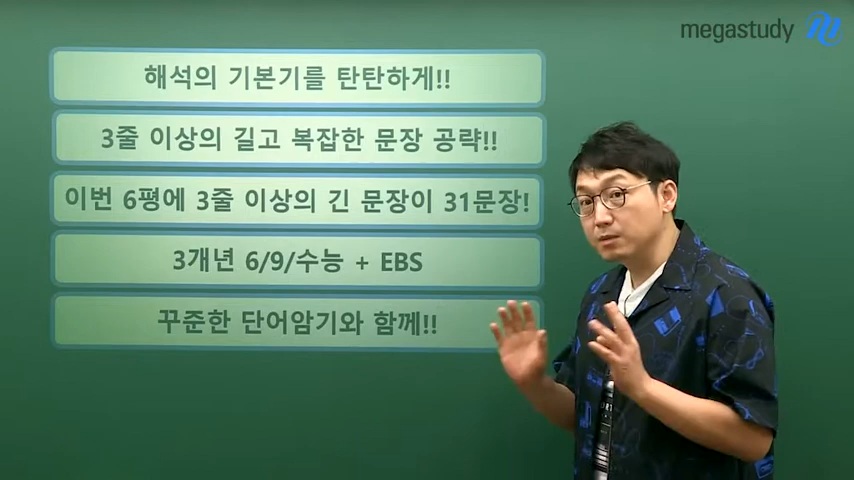 megastudy
해석의 기본기를 탄탄하게!!
3줄 이상의 길고 복잡한 문장 공략!!
이번 6평에 3줄 이상의 긴 문장이 31문장!
3개년 6/9/수능 + EBS
꾸준한 단어암기와 함께!!